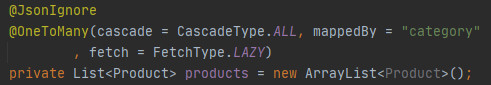 @JsonIgnore
@OneToMany(cascade = CascadeType.ALL, mappedBy = "category"
, fetch = FetchType.LAZY)
private List<Product> products = new ArrayList<Product>();